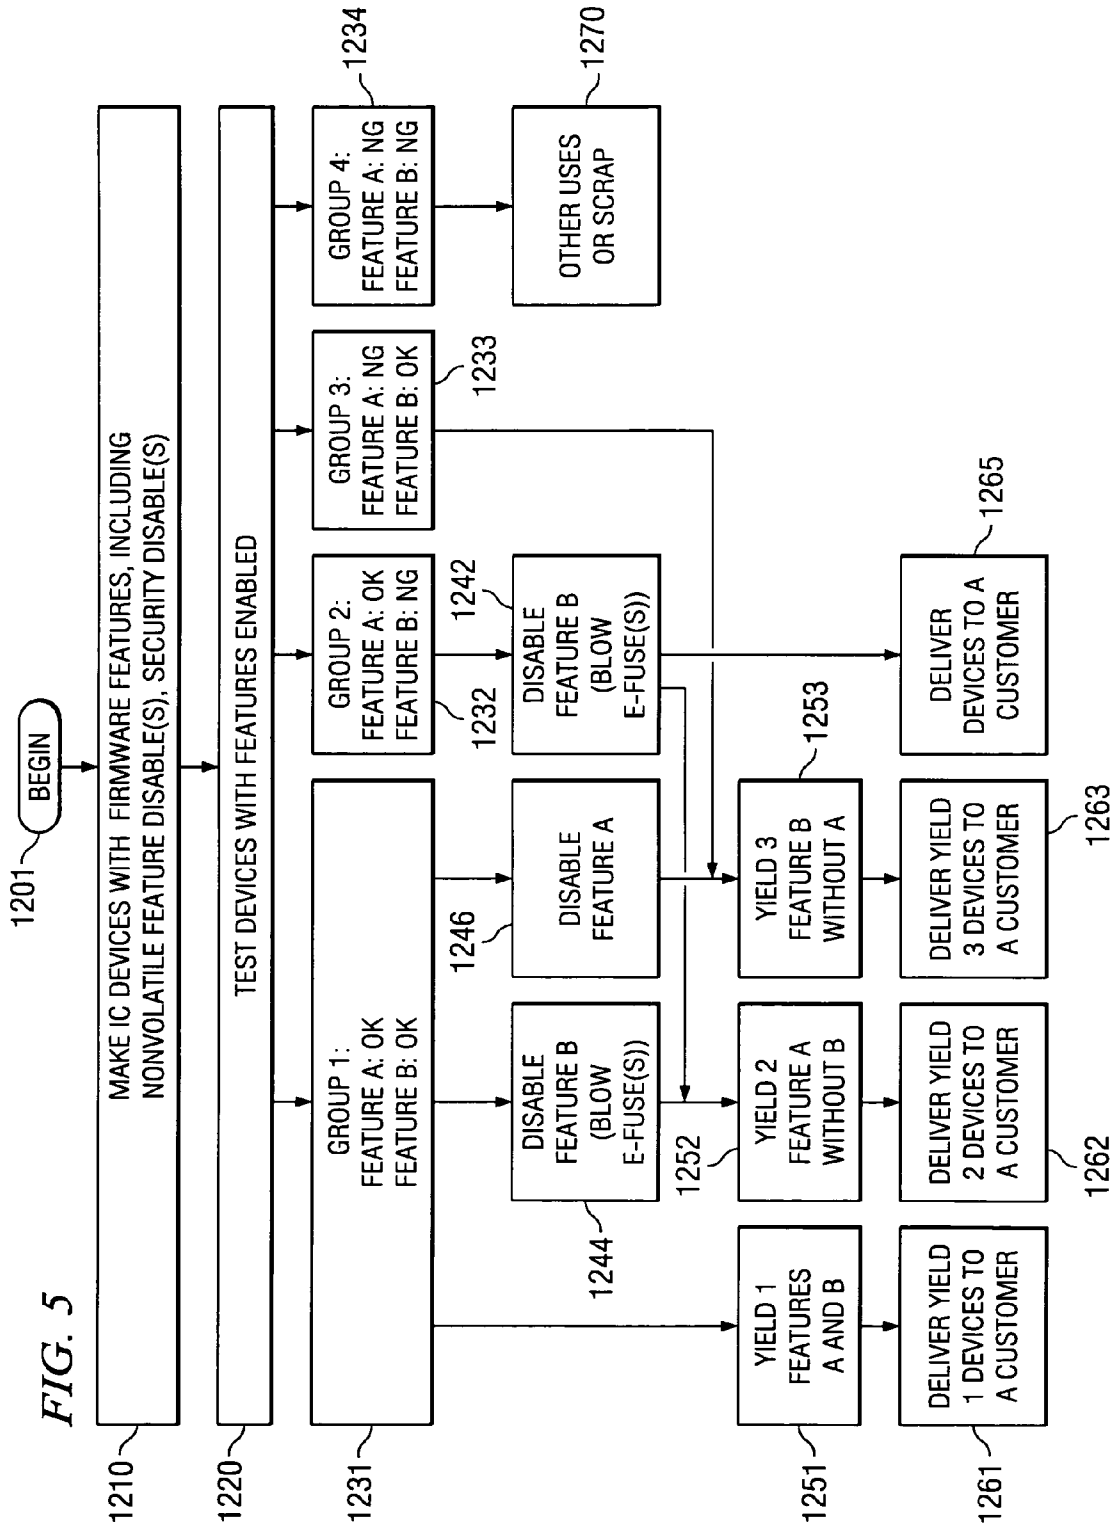 FIG. 5
1201
BEGIN
1210
MAKE IC DEVICES WITH FIRMWARE FEATURES, INCLUDING
NONVOLATILE FEATURE DISABLE(S), SECURITY DISABLE(S)
1220
TEST DEVICES WITH FEATURES ENABLED
1231
GROUP 1:
FEATURE A: OK
FEATURE B: OK
1232
GROUP 2:
FEATURE A: OK
FEATURE B: NG
GROUP 3:
FEATURE A: NG
FEATURE B: OK
1233
GROUP 4:
FEATURE A: NG
FEATURE B: NG
1234
1244
DISABLE
FEATURE B
(BLOW
E-FUSE(S))
1246
DISABLE
FEATURE A
1242
DISABLE
FEATURE B
(BLOW
E-FUSE(S))
OTHER USES
OR SCRAP
1270
1251
YIELD 1
FEATURES
A AND B
1252
YIELD 2
FEATURE A
WITHOUT B
YIELD 3
FEATURE B
WITHOUT A
1253
1261
DELIVER YIELD
1 DEVICES TO
A CUSTOMER
DELIVER YIELD
2 DEVICES TO
A CUSTOMER
1262
DELIVER YIELD
3 DEVICES TO
A CUSTOMER
1263
DELIVER
DEVICES TO A
CUSTOMER
1265